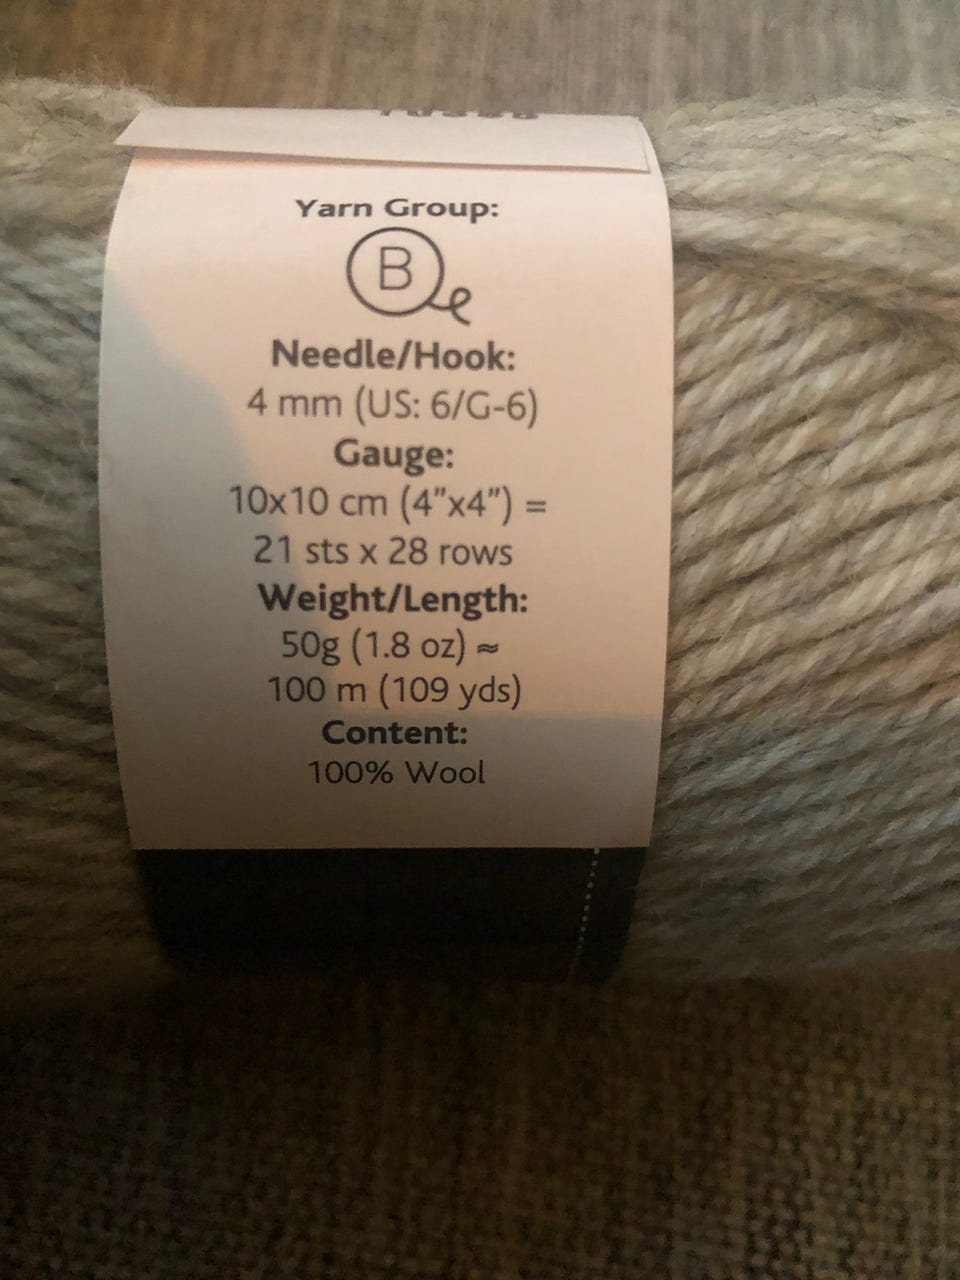 Yarn Group:
B
Needle/Hook:
4 mm (US: 6/G-6)
Gauge:
10x10 cm (4"x4") =
21 sts x 28 rows
Weight/Length:
50g (1.8 oz) ≈
100 m (109 yds)
Content:
100% Wool